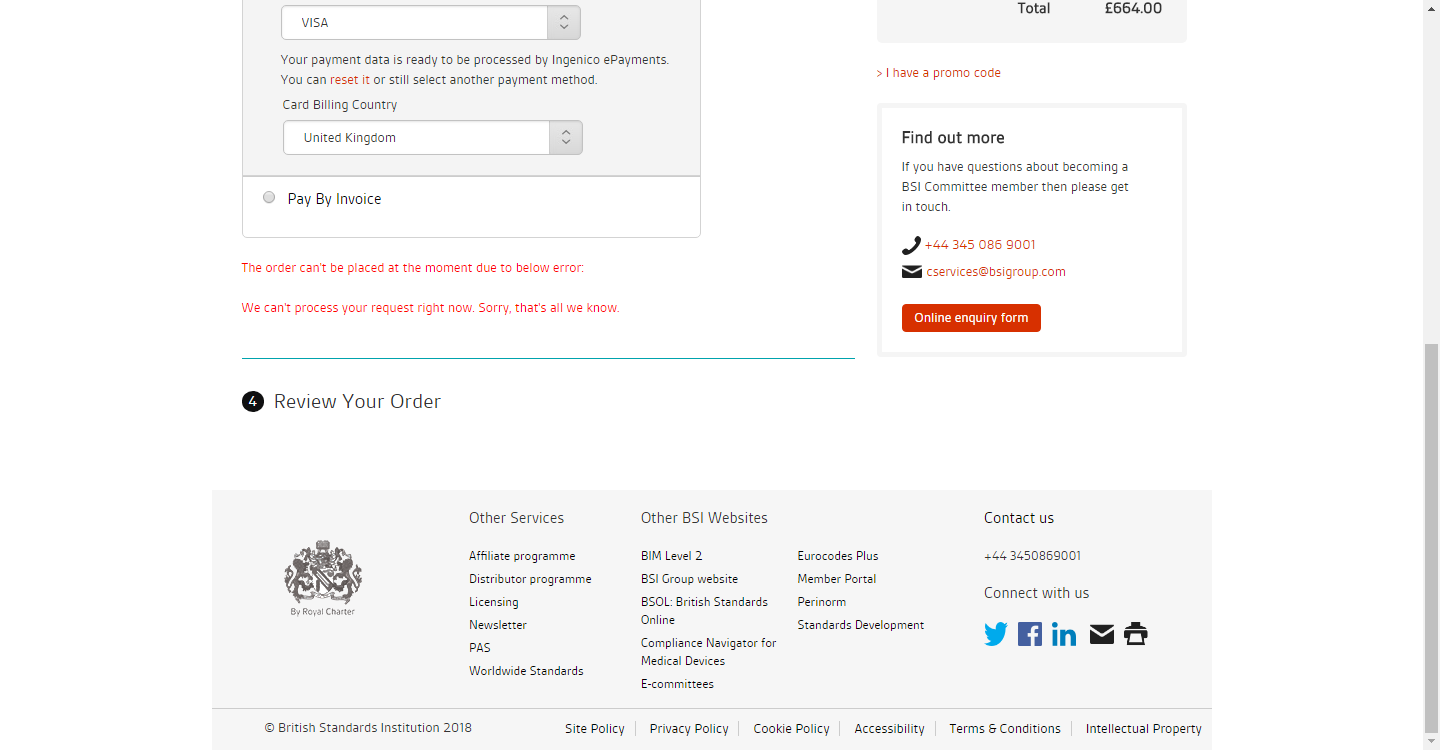 VISA
Your payment data is ready to be processed by Ingenico ePayments.
You can reset it or still select another payment method.
Card Billing Country
United Kingdom
Pay By Invoice
The order can't be placed at the moment due to below error:
We can't process your request right now. Sorry, that's all we know.
4 Review Your Order
Total £664.00
> I have a promo code
Find out more
If you have questions about becoming a
BSI Committee member then please get
in touch.
+44 345 086 9001
cservices@bsigroup.com
Online enquiry form
By Royal Charter
Other Services
Affiliate programme
Distributor programme
Licensing
Newsletter
PAS
Worldwide Standards
Other BSI Websites
BIM Level 2
BSI Group website
BSOL: British Standards
Online
Compliance Navigator for
Medical Devices
E-committees
Eurocodes Plus
Member Portal
Perinorm
Standards Development
Contact us
+44 3450869001
Connect with us
© British Standards Institution 2018
Site Policy
Privacy Policy
Cookie Policy
Accessibility
Terms & Conditions
Intellectual Property